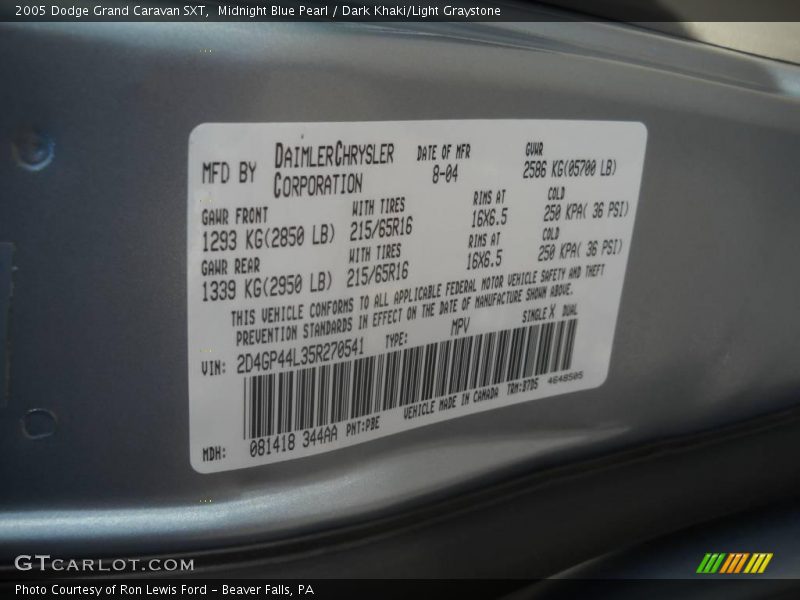 2005 Dodge Grand Caravan SXT,  Midnight Blue Pearl / Dark Khaki/Light Graystone
MFD BY DAIMLERCHRYSLER CORPORATION DATE OF MFR 8-04 GVWR 2586 KG(05700 LB)
GAWR FRONT WITH TIRES RIMS AT COLD
1293 KG(2850 LB) 215/65R16 16X6.5 250 KPA( 36 PSI)
GAWR REAR WITH TIRES RIMS AT COLD
1339 KG(2950 LB) 215/65R16 16X6.5 250 KPA( 36 PSI)
THIS VEHICLE CONFORMS TO ALL APPLICABLE FEDERAL MOTOR VEHICLE SAFETY AND THEFT
PREVENTION STANDARDS IN EFFECT ON THE DATE OF MANUFACTURE SHOWN ABOVE.
VIN: 2D4GP44L35R270541 TYPE: MPV SINGLE X DUAL
MDH: 081418 344AA PNT:PBE VEHICLE MADE IN CANADA TRM:B7D5 4648505
GTCARLOT.COM
Photo Courtesy of Ron Lewis Ford - Beaver Falls, PA